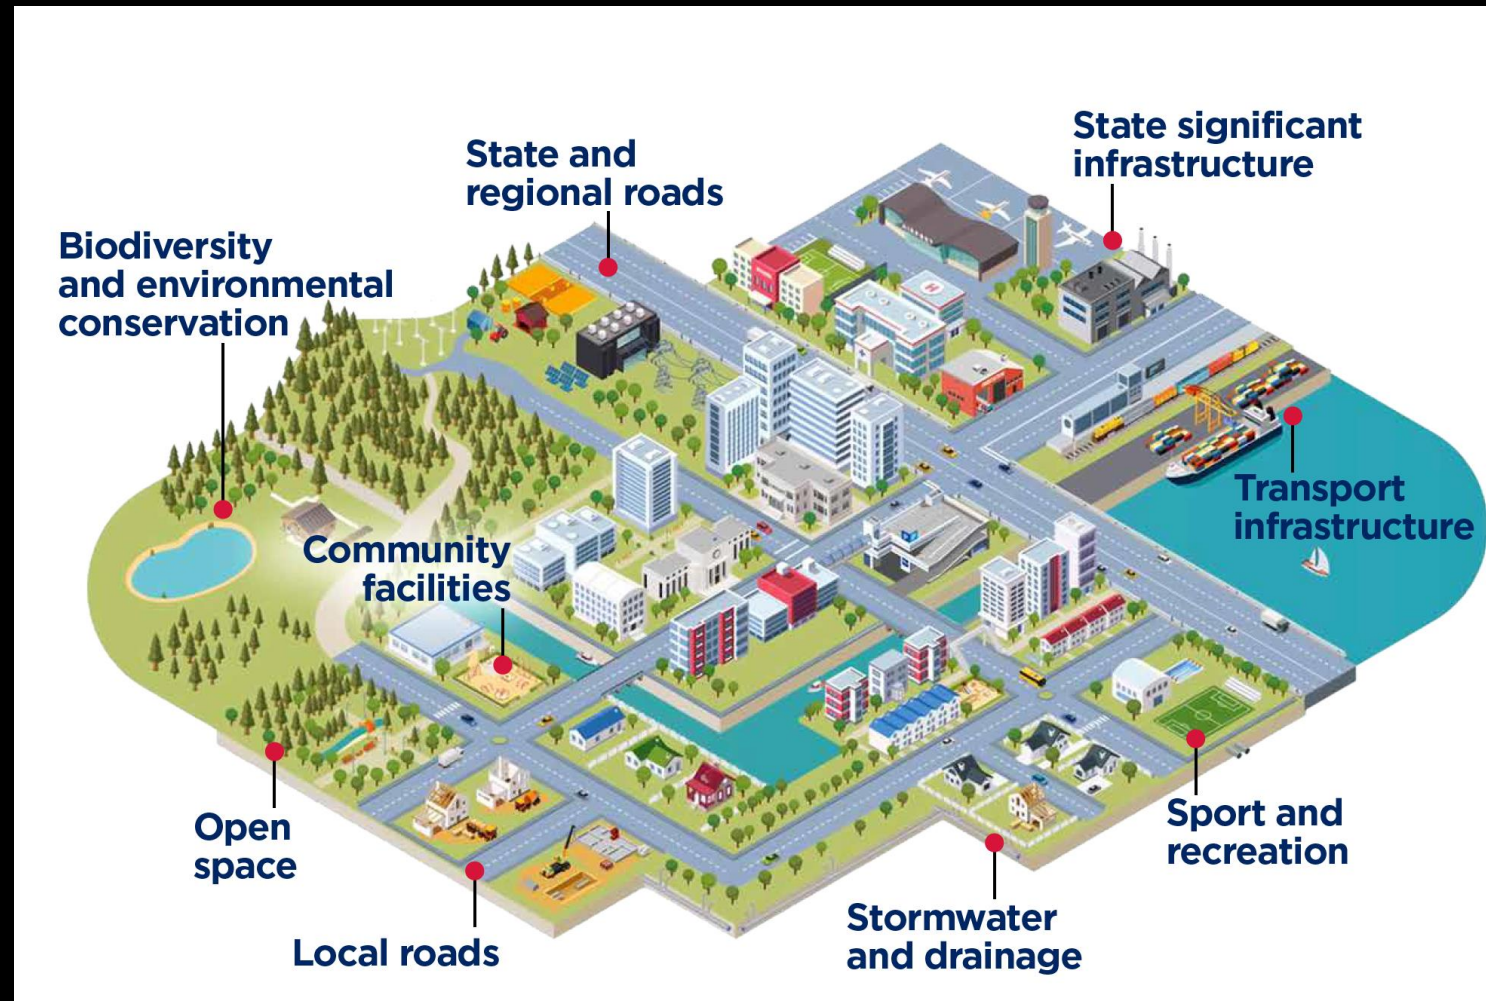 State significant
infrastructure
State and
regional roads
Biodiversity
and environmental
conservation
H
Transport
infrastructure
Community
facilities
Open
space
Sport and
recreation
Local roads
Stormwater
and drainage